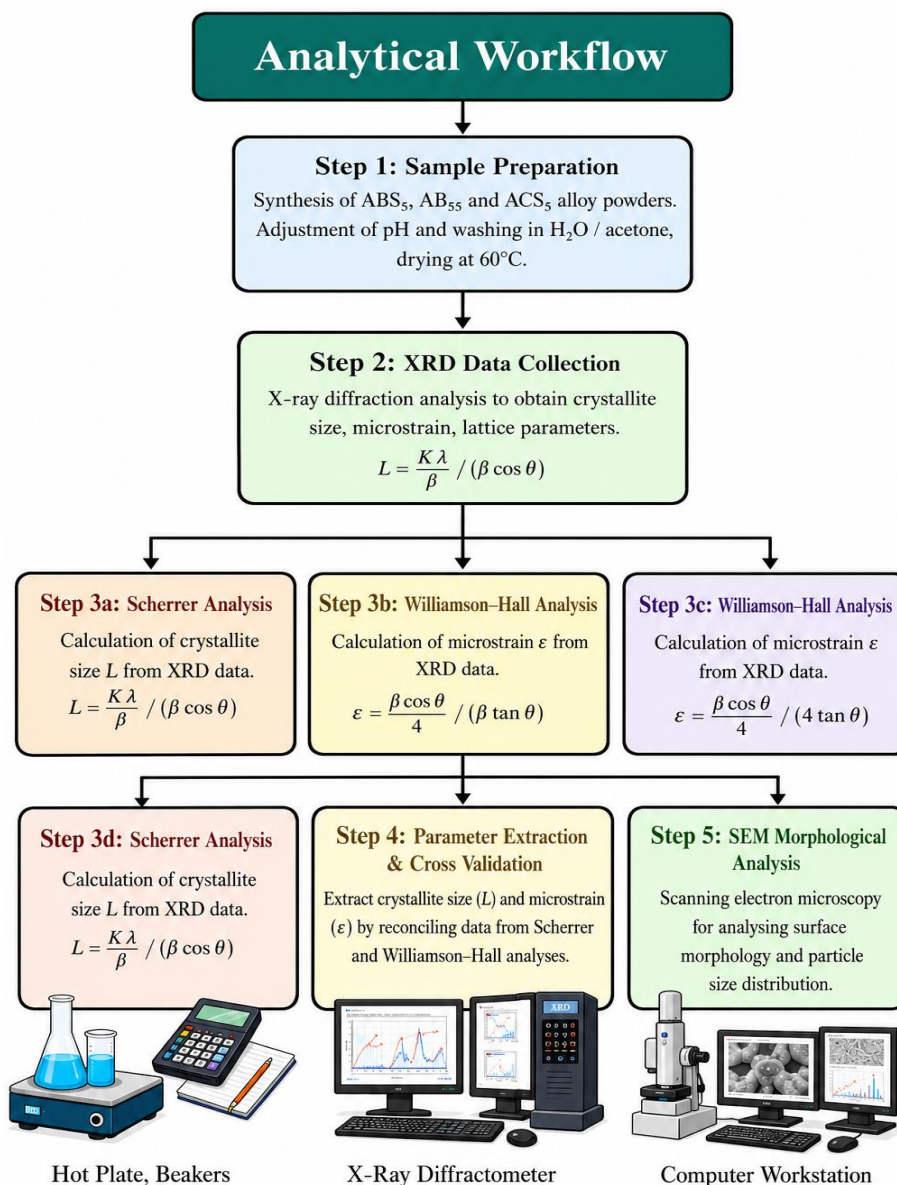 Analytical Workflow
Step 1: Sample Preparation
Synthesis of ABS₅, AB₅₅ and ACS₅ alloy powders.
Adjustment of pH and washing in H₂O / acetone,
drying at 60°C.
Step 2: XRD Data Collection
X-ray diffraction analysis to obtain crystallite
size, microstrain, lattice parameters.
L = K λ / β / (β cos θ)
Step 3a: Scherrer Analysis
Calculation of crystallite
size L from XRD data.
L = K λ / β / (β cos θ)
Step 3b: Williamson–Hall Analysis
Calculation of microstrain ε from
XRD data.
ε = β cos θ / 4 / (β tan θ)
Step 3c: Williamson–Hall Analysis
Calculation of microstrain ε
from XRD data.
ε = β cos θ / 4 / (4 tan θ)
Step 3d: Scherrer Analysis
Calculation of crystallite
size L from XRD data.
L = K λ / β / (β cos θ)
Step 4: Parameter Extraction
& Cross Validation
Extract crystallite size (L) and microstrain
(ε) by reconciling data from Scherrer
and Williamson–Hall analyses.
Step 5: SEM Morphological
Analysis
Scanning electron microscopy
for analysing surface
morphology and particle
size distribution.
XRD
Hot Plate, Beakers
X-Ray Diffractometer
Computer Workstation